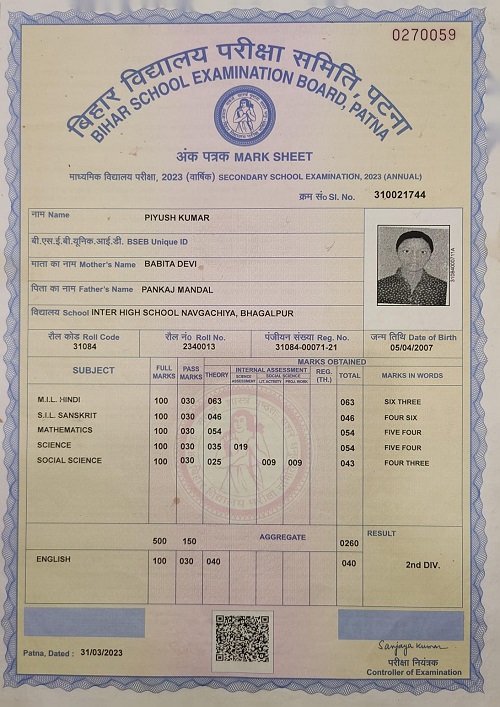 0270059
बिहार विद्यालय परीक्षा समिति, पटना
BIHAR SCHOOL EXAMINATION BOARD, PATNA
अंक पत्रक MARK SHEET
माध्यमिक विद्यालय परीक्षा, 2023 (वार्षिक) SECONDARY SCHOOL EXAMINATION, 2023 (ANNUAL)
क्रम सं० Sl. No. 310021744
नाम Name PIYUSH KUMAR
बी.एस.ई.बी.यूनिक.आई.डी. BSEB Unique ID
माता का नाम Mother's Name BABITA DEVI
पिता का नाम Father's Name PANKAJ MANDAL
विद्यालय School INTER HIGH SCHOOL NAVGACHIYA, BHAGALPUR
रौल कोड Roll Code रौल नं० Roll No. पंजीयन संख्या Reg. No. जन्म तिथि Date of Birth
31084 2340013 31084-00071-21 05/04/2007
MARKS OBTAINED
SUBJECT FULL MARKS PASS MARKS THEORY INTERNAL ASSESSMENT REG. (TH.) TOTAL MARKS IN WORDS
SCIENCE ASSESSMENT SOCIAL SCIENCE
LIT. ACTIVITY PROJ. WORK
M.I.L. HINDI 100 030 063 063 SIX THREE
S.I.L. SANSKRIT 100 030 046 046 FOUR SIX
MATHEMATICS 100 030 054 054 FIVE FOUR
SCIENCE 100 030 035 019 054 FIVE FOUR
SOCIAL SCIENCE 100 030 025 009 009 043 FOUR THREE
500 150 AGGREGATE 0260 RESULT
ENGLISH 100 030 040 040 2nd DIV.
Patna, Dated : 31/03/2023
Sanjaya Kumar
परीक्षा नियंत्रक
Controller of Examination